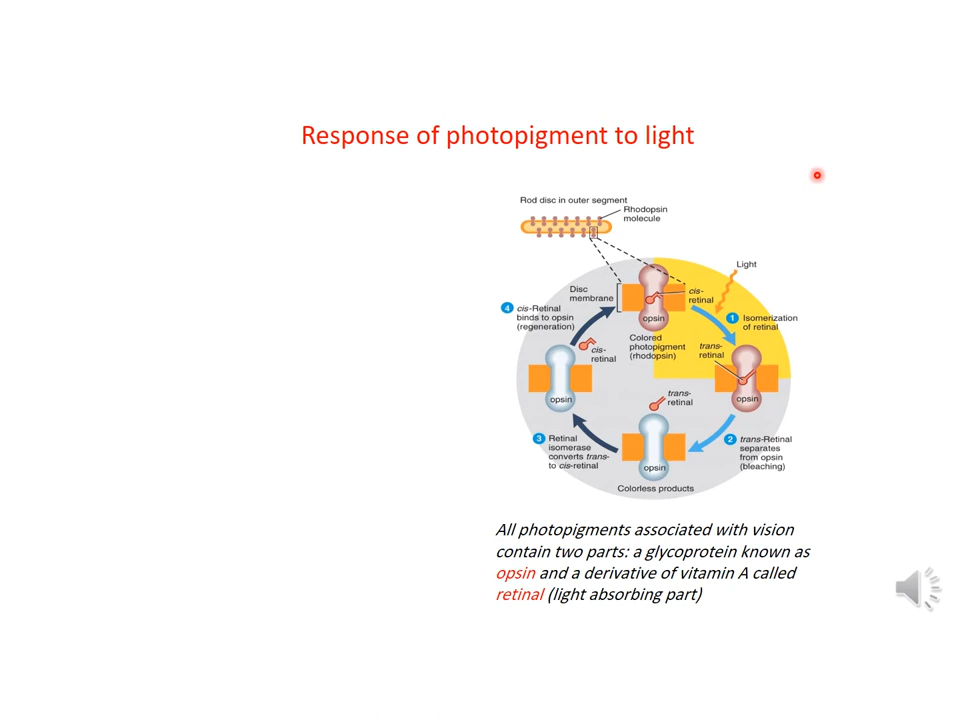 Response of photopigment to light
Rod disc in outer segment
Rhodopsin
molecule
Light
Disc
membrane
cis-
retinal
opsin
Colored
photopigment
(rhodopsin)
1 Isomerization
of retinal
trans-
retinal
opsin
2 trans-Retinal
separates
from opsin
(bleaching)
trans-
retinal
opsin
Colorless products
3 Retinal
isomerase
converts trans-
to cis-retinal
opsin
cis-
retinal
4 cis-Retinal
binds to opsin
(regeneration)
All photopigments associated with vision
contain two parts: a glycoprotein known as
opsin and a derivative of vitamin A called
retinal (light absorbing part)